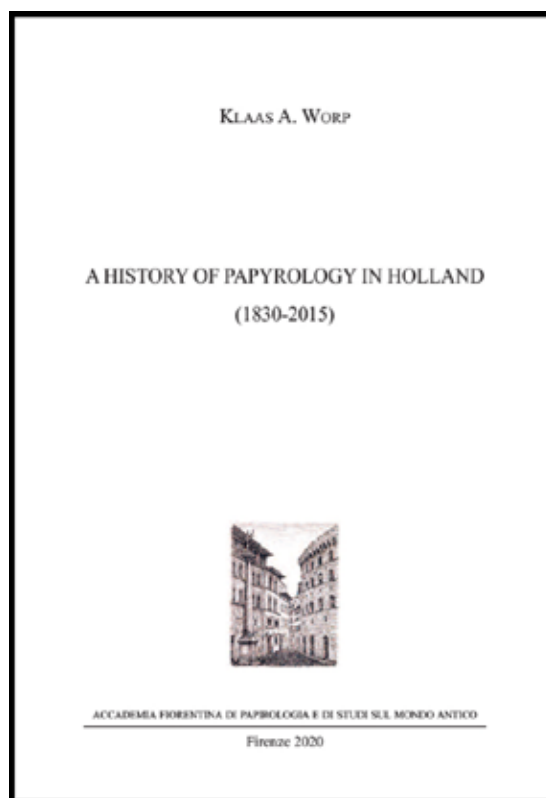 KLAAS A. WORP
A HISTORY OF PAPYROLOGY IN HOLLAND
(1830-2015)
ACCADEMIA FIORENTINA DI PAPIROLOGIA E DI STUDI SUL MONDO ANTICO
Firenze 2020